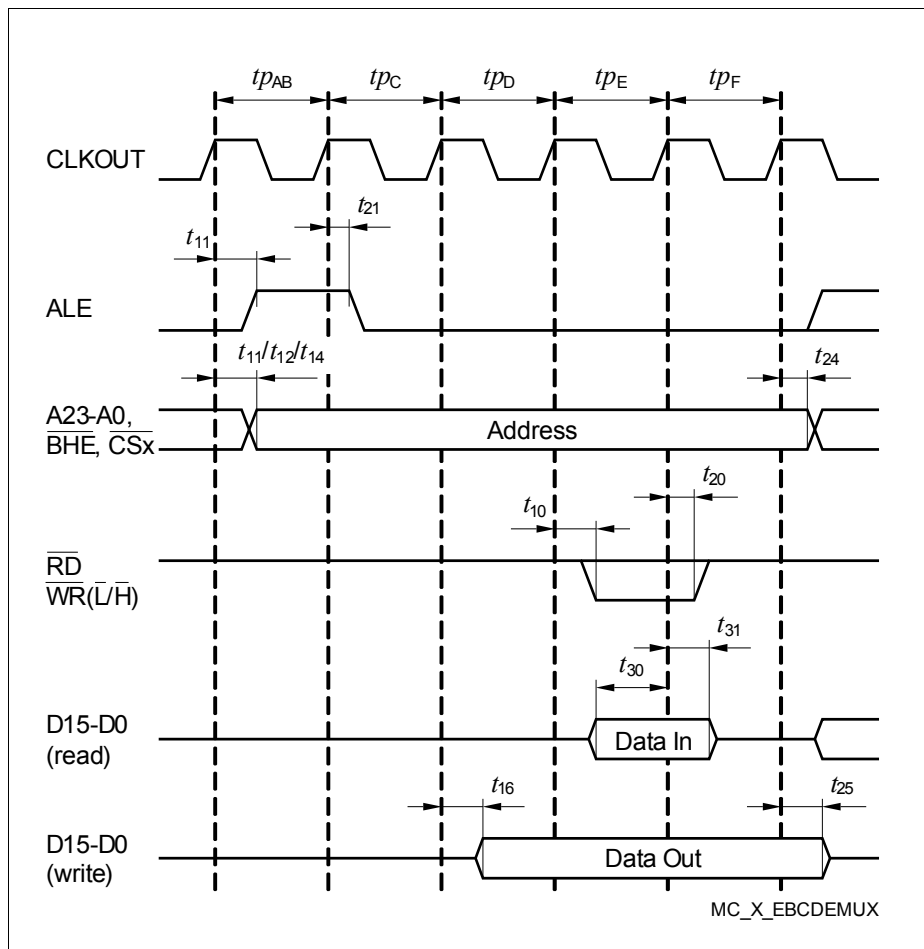 tpAB tpC tpD tpE tpF
CLKOUT
t21
t11
ALE
t11/t12/t14
t24
A23-A0,
BHE, CSx
Address
t20
t10
RD
WR(L/H)
t31
t30
D15-D0
(read)
Data In
t16
t25
D15-D0
(write)
Data Out
MC_X_EBCDEMUX